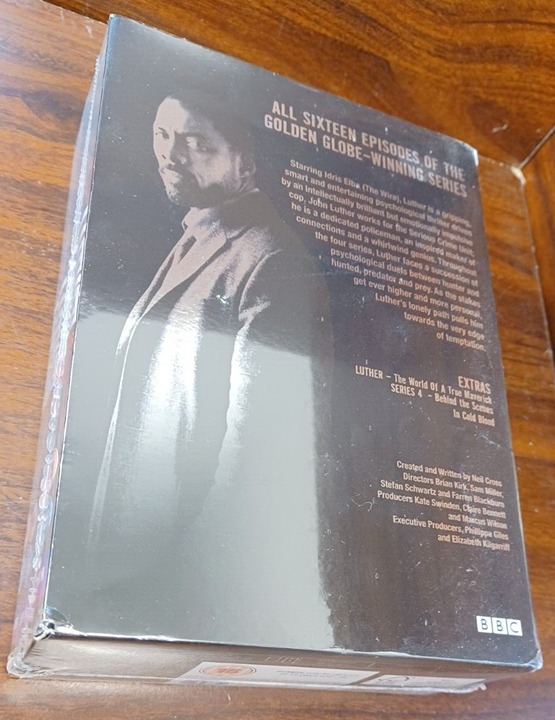 ALL SIXTEEN EPISODES OF THE
GOLDEN GLOBE-WINNING SERIES
Starring Idris Elba (The Wire), Luther is a gripping,
smart and entertaining psychological thriller driven
by an intellectually brilliant but emotionally impulsive
cop. John Luther works for the Serious Crime Unit,
he is a dedicated policeman, an inspired maker of
connections and a whirlwind genius. Throughout
the four series, Luther faces a succession of
psychological duels between hunter and
hunted, predator and prey. As the stakes
get ever higher and more personal,
Luther's lonely path pulls him
towards the very edge
of temptation.
EXTRAS
LUTHER – The World Of A True Maverick
SERIES 4 - Behind the Scenes
In Cold Blood
Created and Written by Neil Cross
Directors Brian Kirk, Sam Miller,
Stefan Schwartz and Farren Blackburn
Producers Kate Swinden, Claire Bennett
and Marcus Wilson
Executive Producers, Phillippa Giles
and Elizabeth Kilgarriff
BBC